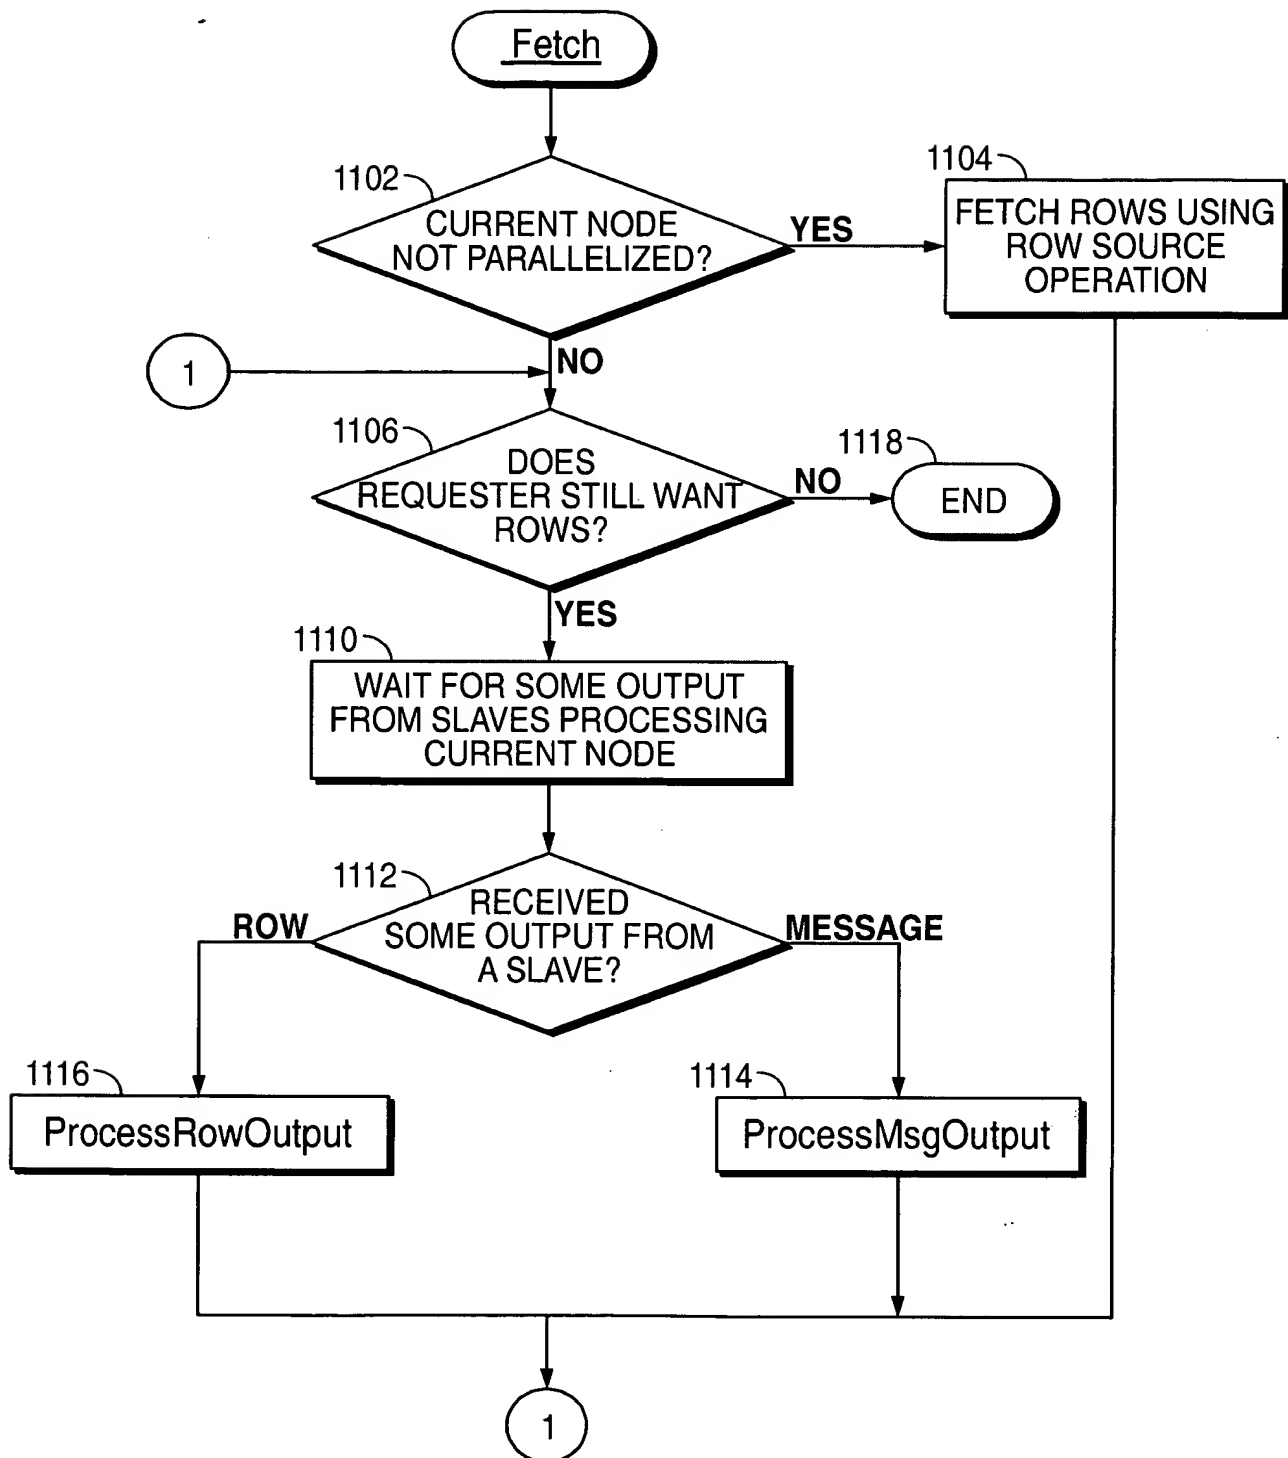 Fetch
1102
CURRENT NODE
NOT PARALLELIZED?
YES
1104
FETCH ROWS USING
ROW SOURCE
OPERATION
NO
1
1106
DOES
REQUESTER STILL WANT
ROWS?
NO
1118
END
YES
1110
WAIT FOR SOME OUTPUT
FROM SLAVES PROCESSING
CURRENT NODE
1112
RECEIVED
SOME OUTPUT FROM
A SLAVE?
ROW
MESSAGE
1116
ProcessRowOutput
1114
ProcessMsgOutput
1